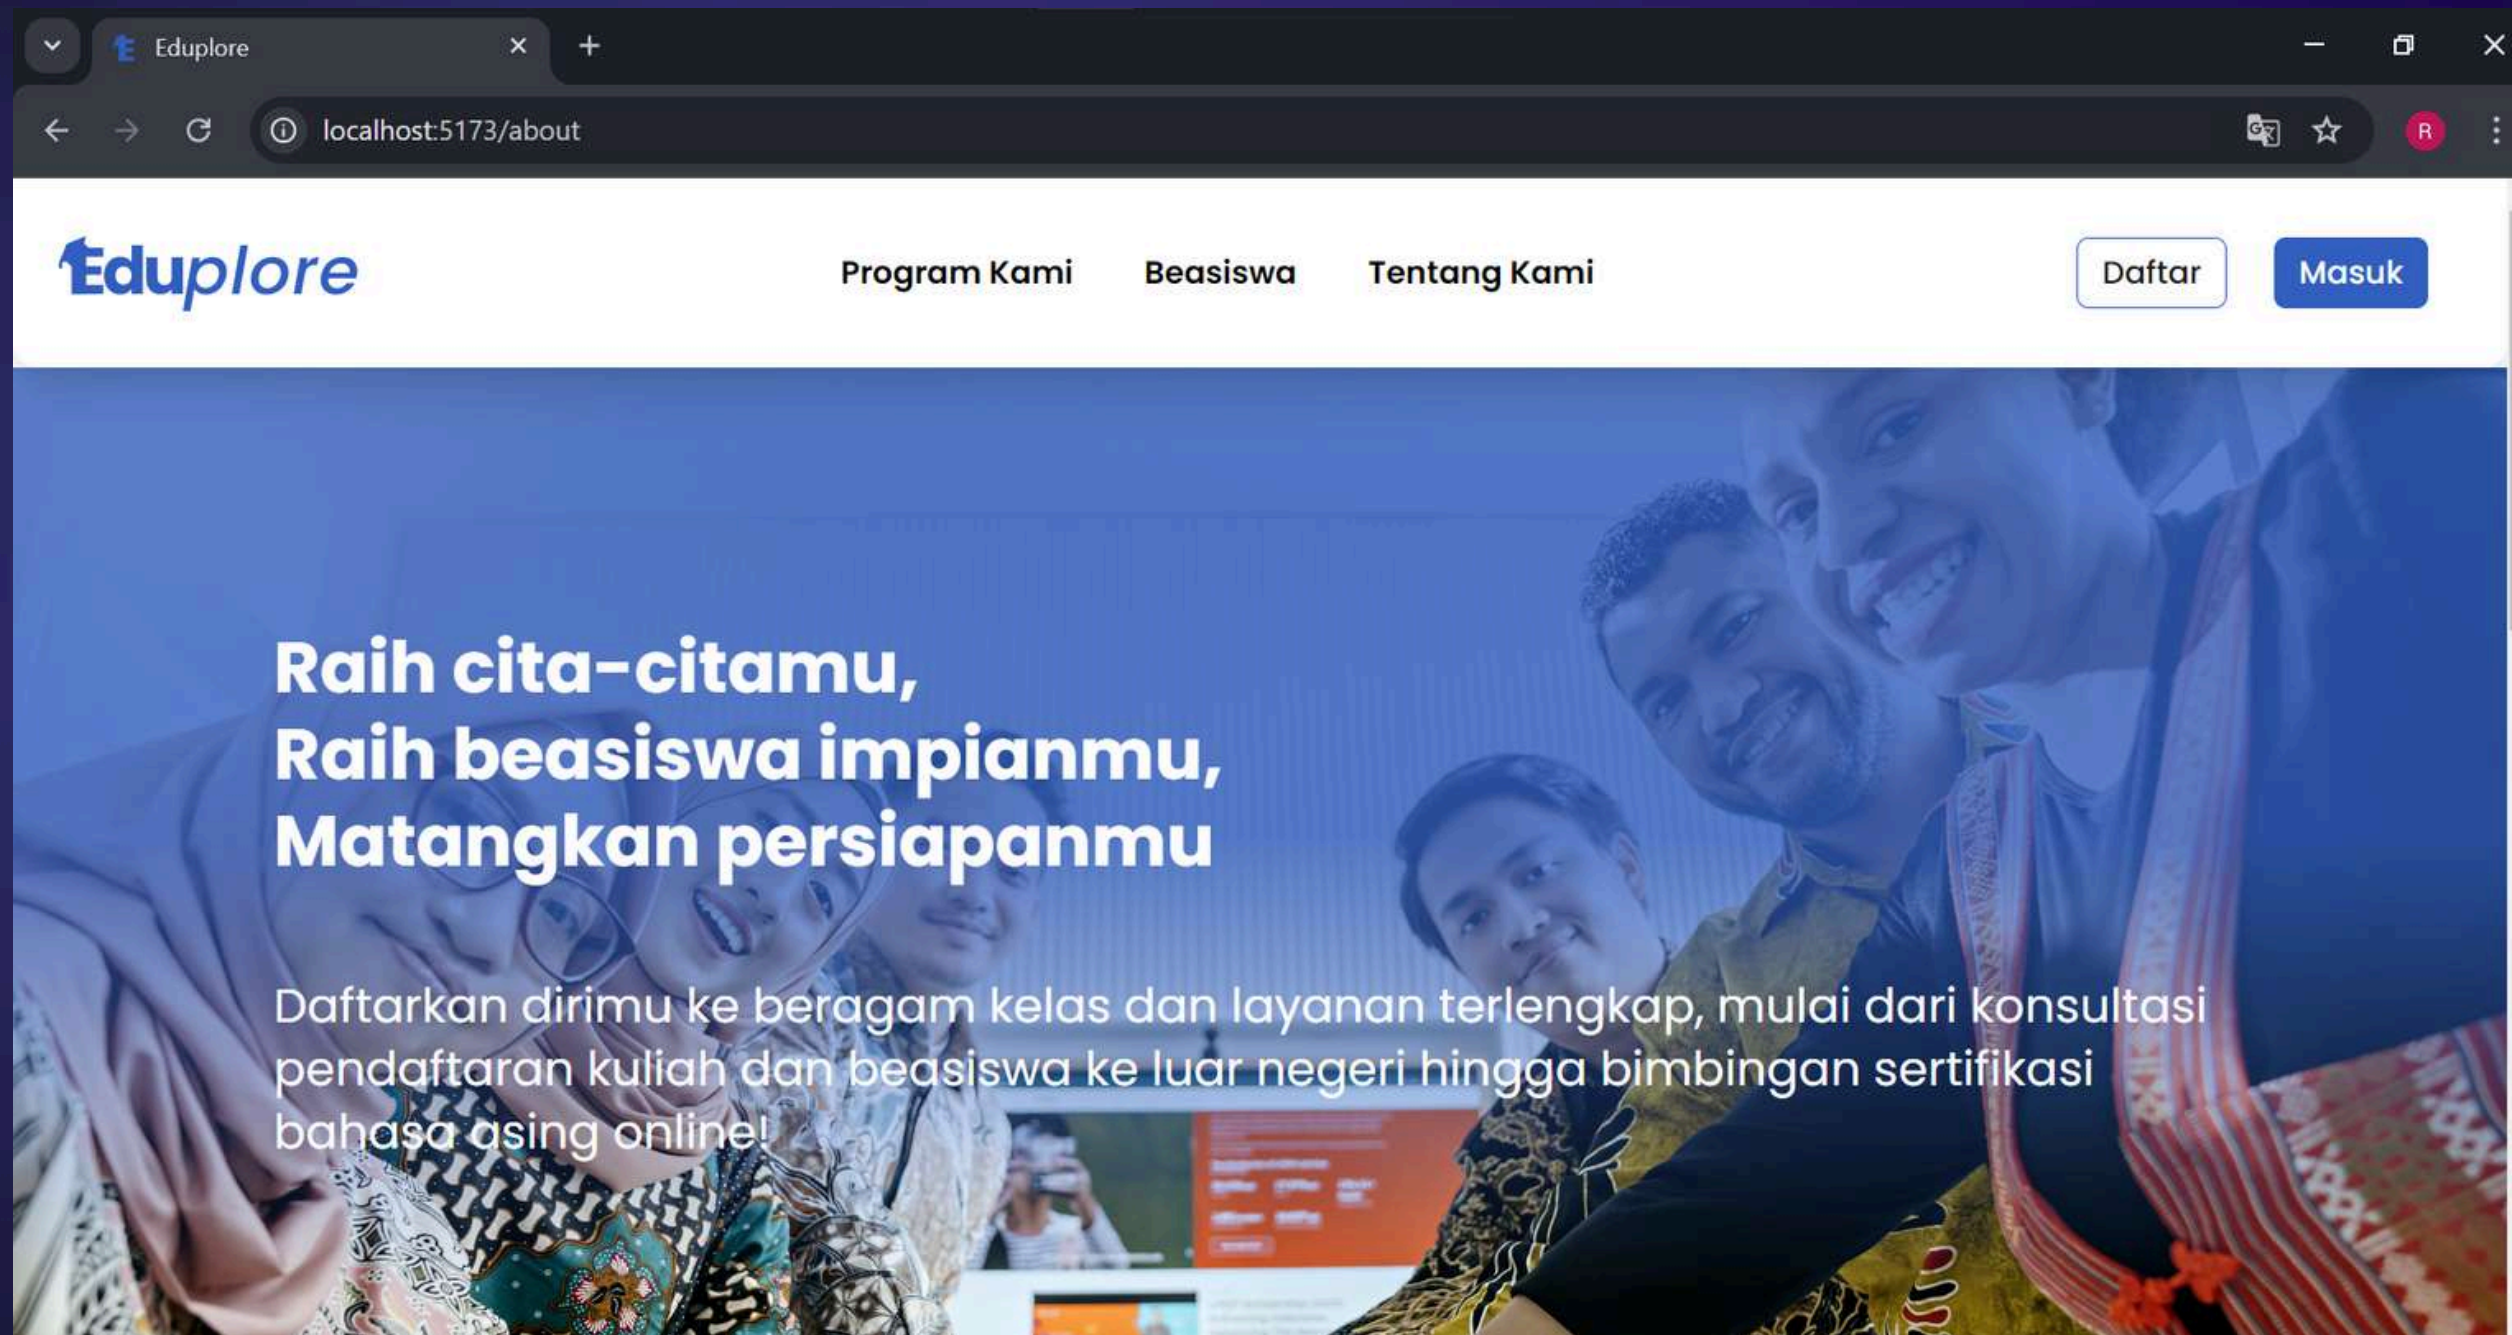 Eduplore
localhost:5173/about
R
Eduplore
Program Kami
Beasiswa
Tentang Kami
Daftar
Masuk
Raih cita-citamu,
Raih beasiswa impianmu,
Matangkan persiapanmu
Daftarkan dirimu ke beragam kelas dan layanan terlengkap, mulai dari konsultasi
pendaftaran kuliah dan beasiswa ke luar negeri hingga bimbingan sertifikasi
bahasa asing online!